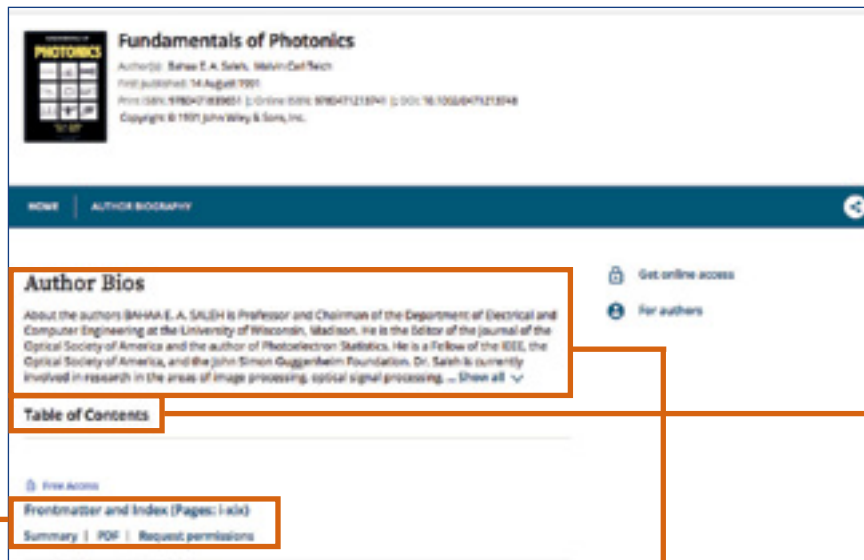 PHOTONICS
Fundamentals of Photonics
Author(s): Bahaa E. A. Saleh, Malvin Carl Teich
First published: 14 August 1991
Print ISBN: |Online ISBN: |DOI:
Copyright © 1991 John Wiley & Sons, Inc.
HOME | AUTHOR BIOGRAPHY
Author Bios
About the authors BAHAA E. A. SALEH is Professor and Chairman of the Department of Electrical and
Computer Engineering at the University of Wisconsin, Madison. He is the Editor of the Journal of the
Optical Society of America and the author of Photoelectron Statistics. He is a Fellow of the IEEE, the
Optical Society of America, and the John Simon Guggenheim Foundation. Dr. Saleh is currently
involved in research in the areas of image processing, optical signal processing, ... Show all
Get online access
For authors
Table of Contents
Free Access
Frontmatter and Index (Pages: i-xix)
Summary | PDF | Request permissions